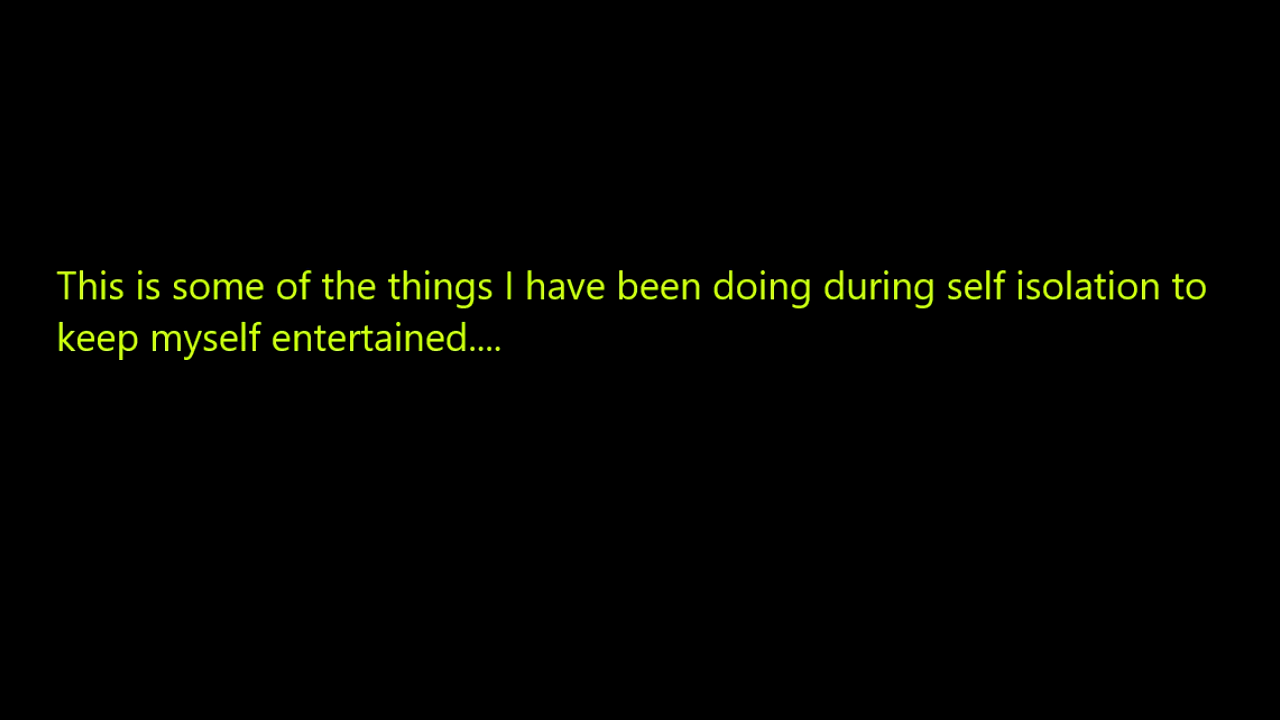 This is some of the things I have been doing during self isolation to
keep myself entertained....